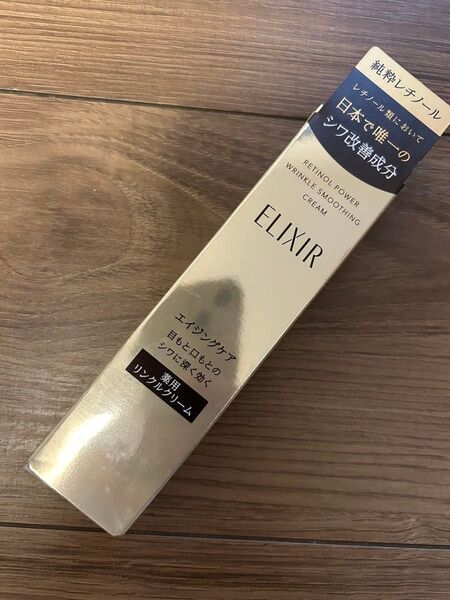 純粋レチノール
レチノール類において
日本で唯一の
シワ改善成分
RETINOL POWER
WRINKLE SMOOTHING
CREAM
ELIXIR
エイジングケア
目もと口もとの
シワに深く効く
薬用
リンクルクリーム